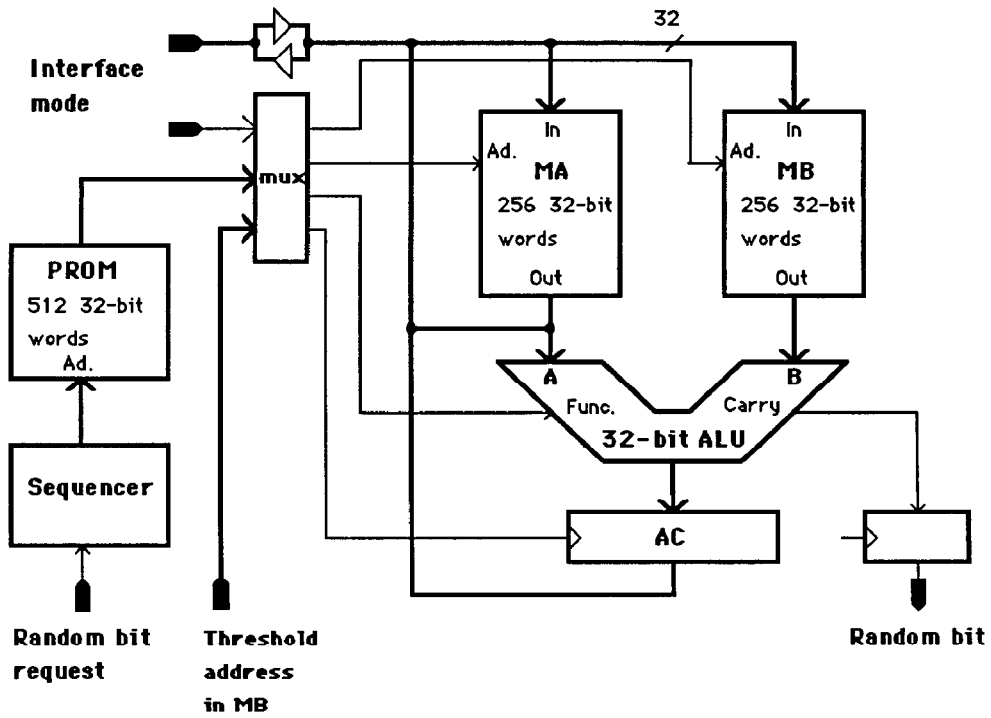 32
Interface
mode
In
In
Ad.
Ad.
mux
MA
MB
256 32-bit
words
256 32-bit
words
PROM
512 32-bit
words
Ad.
Out
Out
A
B
Func.
Carry
32-bit ALU
Sequencer
AC
Random bit
request
Threshold
address
in MB
Random bit